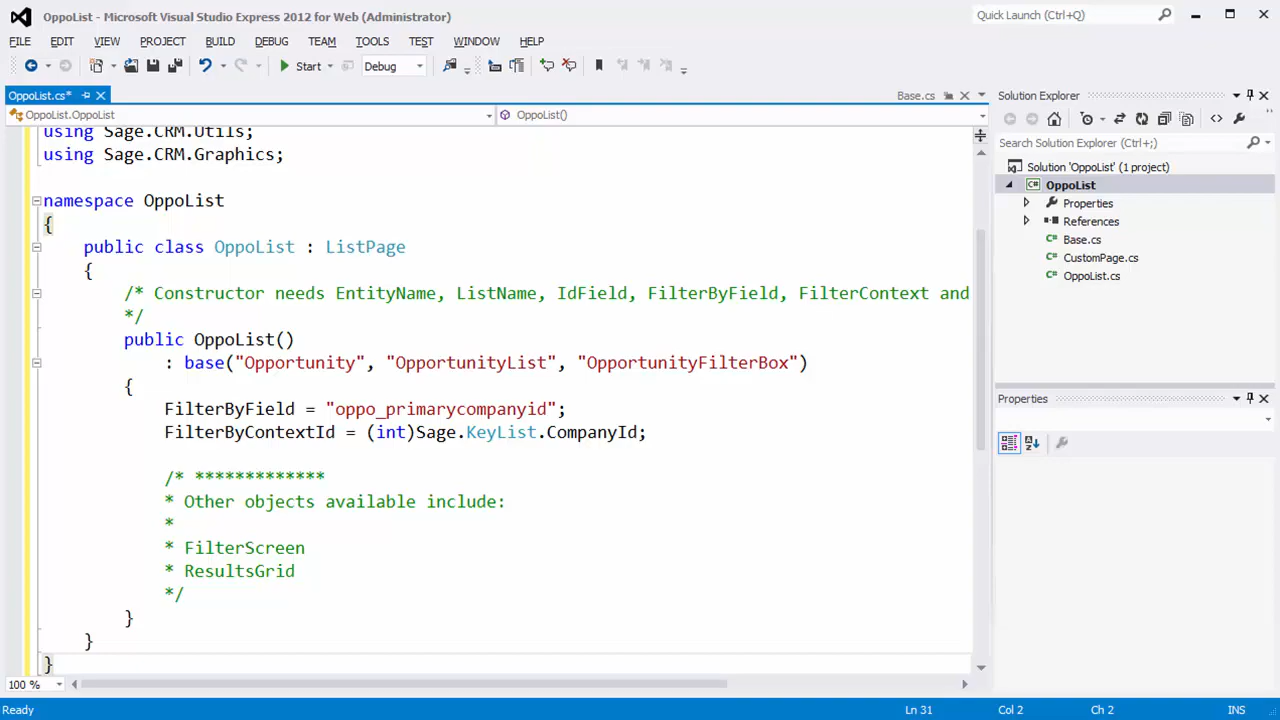 OppoList - Microsoft Visual Studio Express 2012 for Web (Administrator)
Quick Launch (Ctrl+Q)
FILE EDIT VIEW PROJECT BUILD DEBUG TEAM TOOLS TEST WINDOW HELP
Start Debug
OppoList.cs*
Base.cs
OppoList.OppoList
OppoList()
using Sage.CRM.Utils;
using Sage.CRM.Graphics;
namespace OppoList
{
public class OppoList : ListPage
{
/* Constructor needs EntityName, ListName, IdField, FilterByField, FilterContext and
*/
public OppoList()
: base("Opportunity", "OpportunityList", "OpportunityFilterBox")
{
FilterByField = "oppo_primarycompanyid";
FilterByContextId = (int)Sage.KeyList.CompanyId;
/* *************
* Other objects available include:
*
* FilterScreen
* ResultsGrid
*/
}
}
}
100 %
Solution Explorer
Search Solution Explorer (Ctrl+;)
Solution 'OppoList' (1 project)
OppoList
Properties
References
Base.cs
CustomPage.cs
OppoList.cs
Properties
Ready
Ln 31
Col 2
Ch 2
INS